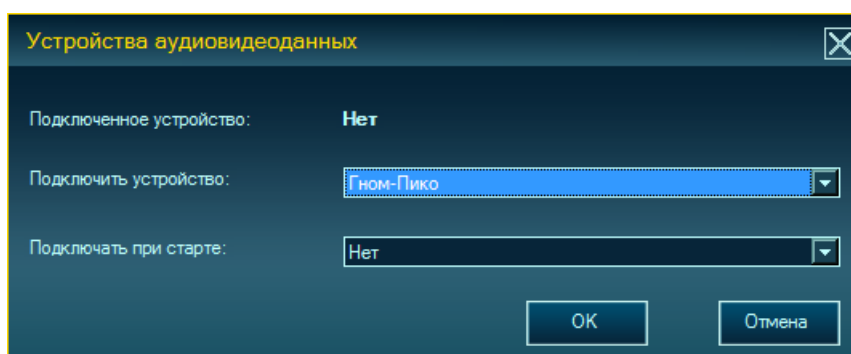 Устройства аудиовидеоданных
Подключенное устройство: Нет
Подключить устройство: Гном-Пико
Подключать при старте: Нет
OK Отмена